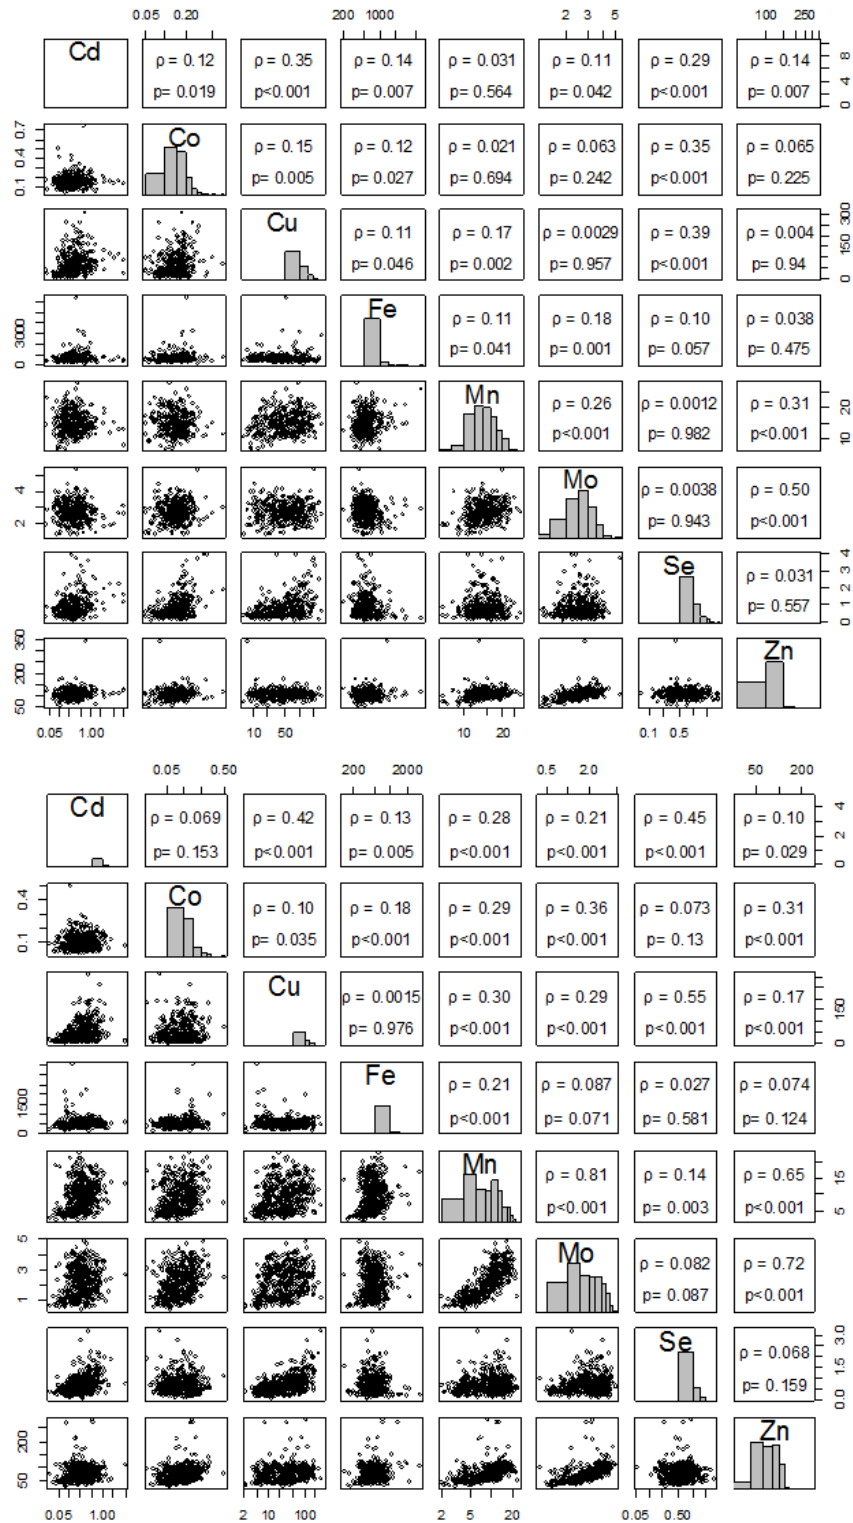 0.05 0.20 200 1000 2 3 5 100 250
Cd ρ = 0.12 ρ = 0.35 ρ = 0.14 ρ = 0.031 ρ = 0.11 ρ = 0.29 ρ = 0.14 0 4 8
p= 0.019 p<0.001 p= 0.007 p= 0.564 p= 0.042 p<0.001 p= 0.007
0.1 0.4 0.7 Co ρ = 0.15 ρ = 0.12 ρ = 0.021 ρ = 0.063 ρ = 0.35 ρ = 0.065
p= 0.005 p= 0.027 p= 0.694 p= 0.242 p<0.001 p= 0.225
Cu ρ = 0.11 ρ = 0.17 ρ = 0.0029 ρ = 0.39 ρ = 0.004 0 150 300
p= 0.046 p= 0.002 p= 0.957 p<0.001 p= 0.94
0 3000 Fe ρ = 0.11 ρ = 0.18 ρ = 0.10 ρ = 0.038
p= 0.041 p= 0.001 p= 0.057 p= 0.475
Mn ρ = 0.26 ρ = 0.0012 ρ = 0.31 10 20
p<0.001 p= 0.982 p<0.001
2 4 Mo ρ = 0.0038 ρ = 0.50
p= 0.943 p<0.001
Se ρ = 0.031 0 1 2 3 4
p= 0.557
50 200 350 Zn
0.05 1.00 10 50 10 20 0.1 0.5
0.05 0.50 200 2000 0.5 2.0 50 200
Cd ρ = 0.069 ρ = 0.42 ρ = 0.13 ρ = 0.28 ρ = 0.21 ρ = 0.45 ρ = 0.10 0 2 4
p= 0.153 p<0.001 p= 0.005 p<0.001 p<0.001 p<0.001 p= 0.029
0.1 0.4 Co ρ = 0.10 ρ = 0.18 ρ = 0.29 ρ = 0.36 ρ = 0.073 ρ = 0.31
p= 0.035 p<0.001 p<0.001 p<0.001 p= 0.13 p<0.001
Cu ρ = 0.0015 ρ = 0.30 ρ = 0.29 ρ = 0.55 ρ = 0.17 0 150
p= 0.976 p<0.001 p<0.001 p<0.001 p<0.001
0 1500 Fe ρ = 0.21 ρ = 0.087 ρ = 0.027 ρ = 0.074
p<0.001 p= 0.071 p= 0.581 p= 0.124
Mn ρ = 0.81 ρ = 0.14 ρ = 0.65 5 15
p<0.001 p= 0.003 p<0.001
1 3 5 Mo ρ = 0.082 ρ = 0.72
p= 0.087 p<0.001
Se ρ = 0.068 0.0 1.5 3.0
p= 0.159
50 200 Zn
0.05 1.00 2 10 100 2 5 20 0.05 0.50